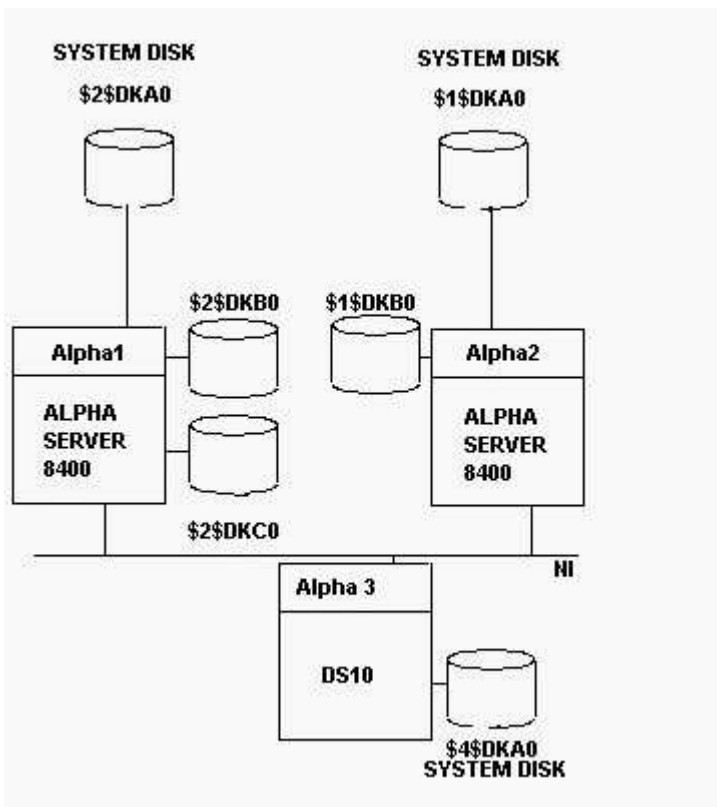 SYSTEM DISK
$2$DKA0
SYSTEM DISK
$1$DKA0
$2$DKB0
$1$DKB0
Alpha1
ALPHA
SERVER
8400
Alpha2
ALPHA
SERVER
8400
$2$DKC0
NI
Alpha 3
DS10
$4$DKA0
SYSTEM DISK